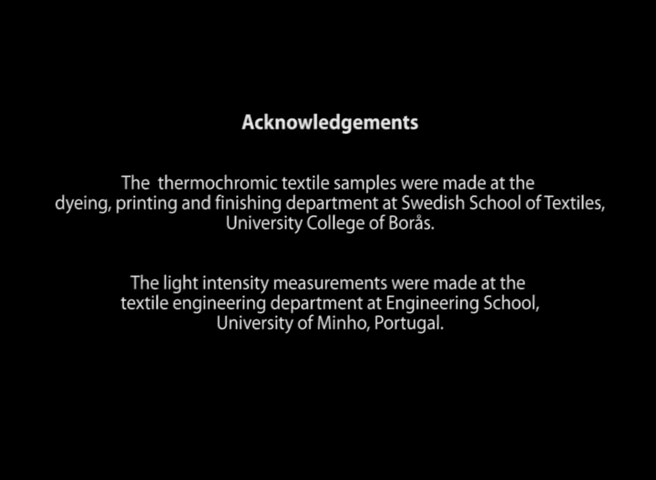 Acknowledgements
The thermochromic textile samples were made at the
dyeing, printing and finishing department at Swedish School of Textiles,
University College of Borås.
The light intensity measurements were made at the
textile engineering department at Engineering School,
University of Minho, Portugal.